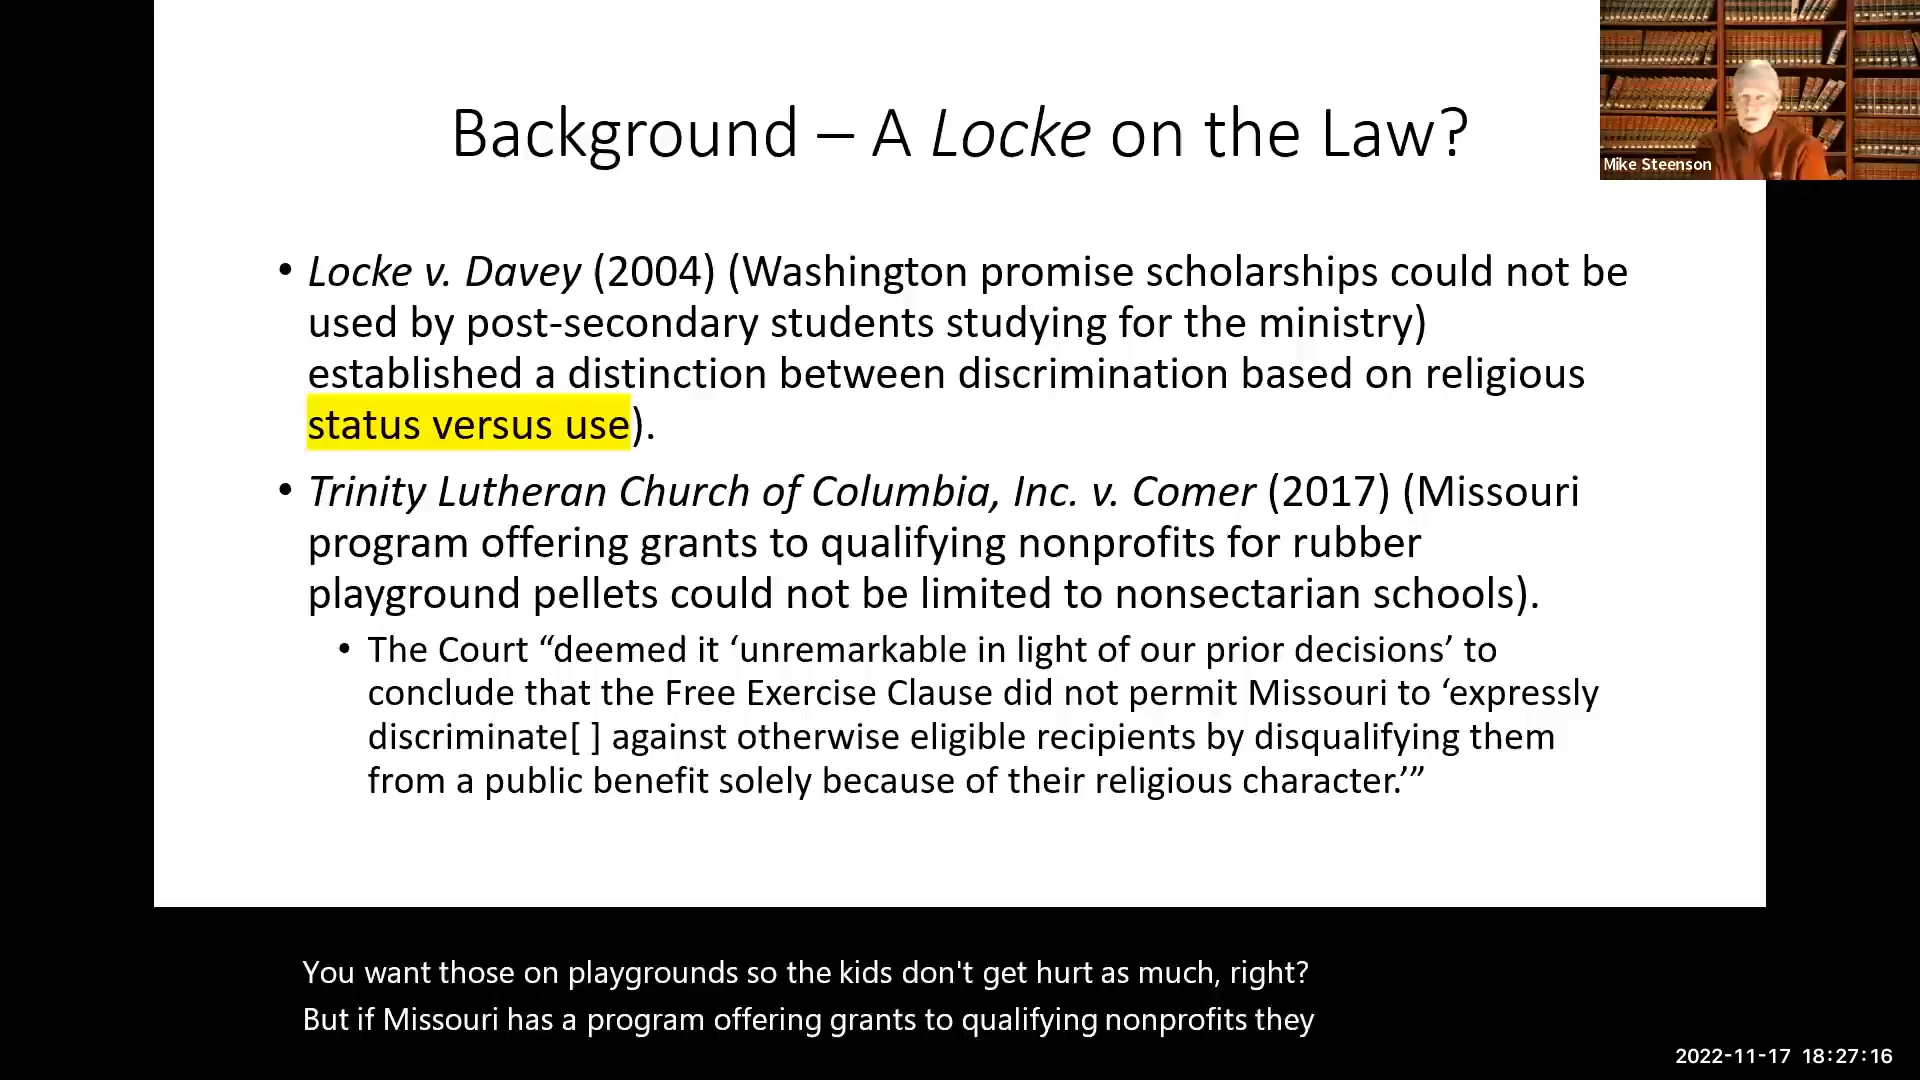 Background – A Locke on the Law?
Mike Steenson
• Locke v. Davey (2004) (Washington promise scholarships could not be
used by post-secondary students studying for the ministry)
established a distinction between discrimination based on religious
status versus use).
• Trinity Lutheran Church of Columbia, Inc. v. Comer (2017) (Missouri
program offering grants to qualifying nonprofits for rubber
playground pellets could not be limited to nonsectarian schools).
• The Court “deemed it ‘unremarkable in light of our prior decisions’ to
conclude that the Free Exercise Clause did not permit Missouri to ‘expressly
discriminate[ ] against otherwise eligible recipients by disqualifying them
from a public benefit solely because of their religious character.’”
You want those on playgrounds so the kids don't get hurt as much, right?
But if Missouri has a program offering grants to qualifying nonprofits they
2022-11-17 18:27:16